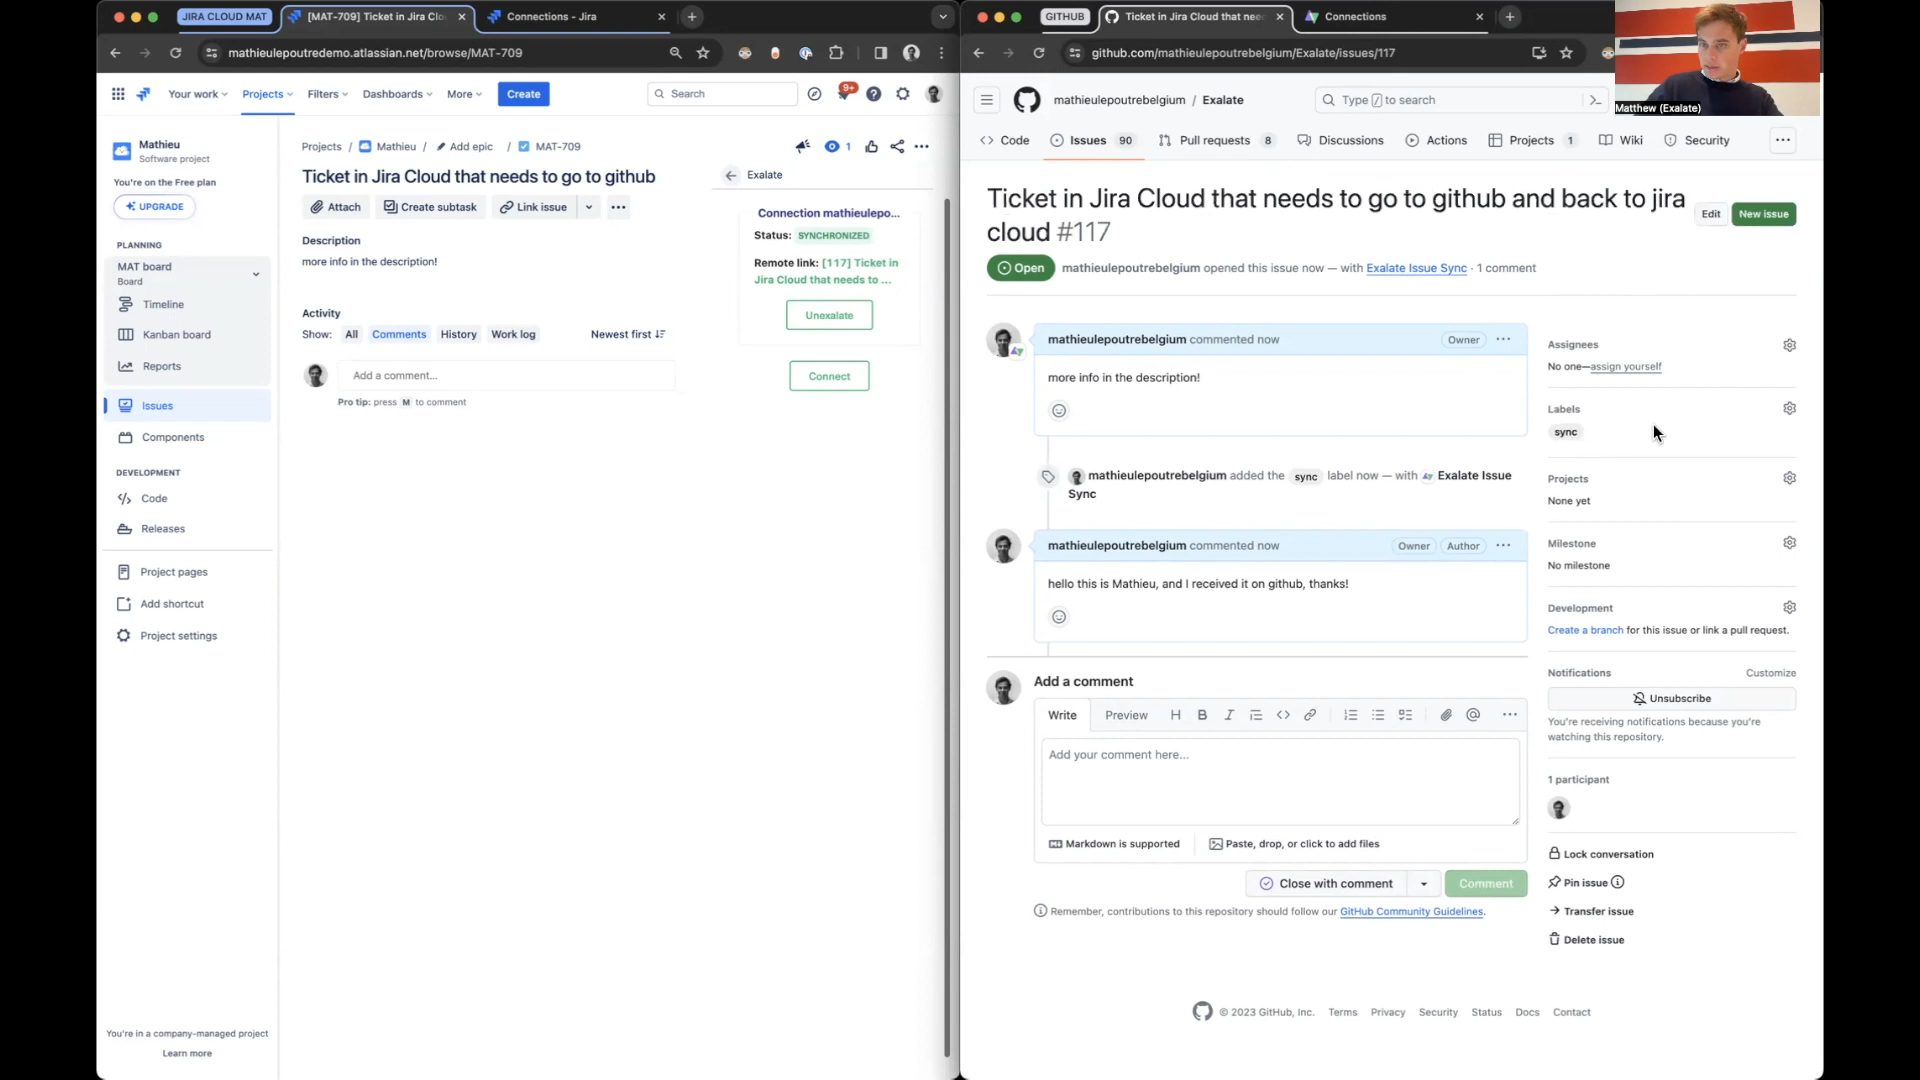 JIRA CLOUD MAT
[MAT-709] Ticket in Jira Clo
Connections - Jira
mathieulepoutredemo.atlassian.net/browse/MAT-709
Your work
Projects
Filters
Dashboards
More
Create
Search
9+
Mathieu
Software project
You're on the Free plan
UPGRADE
PLANNING
MAT board
Board
Timeline
Kanban board
Reports
Issues
Components
DEVELOPMENT
Code
Releases
Project pages
Add shortcut
Project settings
You're in a company-managed project
Learn more
Projects / Mathieu / Add epic / MAT-709
1
Ticket in Jira Cloud that needs to go to github
Attach
Create subtask
Link issue
Description
more info in the description!
Activity
Show:
All
Comments
History
Work log
Newest first
Add a comment...
Pro tip: press M to comment
Exalate
Connection mathieulepo...
Status: SYNCHRONIZED
Remote link: [117] Ticket in
Jira Cloud that needs to ...
Unexalate
Connect
GITHUB
Ticket in Jira Cloud that nee
Connections
github.com/mathieulepoutrebelgium/Exalate/issues/117
Matthew (Exalate)
mathieulepoutrebelgium / Exalate
Type / to search
Code
Issues 90
Pull requests 8
Discussions
Actions
Projects 1
Wiki
Security
Ticket in Jira Cloud that needs to go to github and back to jira
cloud #117
Edit
New issue
Open
mathieulepoutrebelgium opened this issue now — with Exalate Issue Sync · 1 comment
mathieulepoutrebelgium commented now
Owner
more info in the description!
mathieulepoutrebelgium added the sync label now — with Exalate Issue
Sync
mathieulepoutrebelgium commented now
Owner
Author
hello this is Mathieu, and I received it on github, thanks!
Add a comment
Write
Preview
Add your comment here...
Markdown is supported
Paste, drop, or click to add files
Close with comment
Comment
Remember, contributions to this repository should follow our GitHub Community Guidelines.
Assignees
No one—assign yourself
Labels
sync
Projects
None yet
Milestone
No milestone
Development
Create a branch for this issue or link a pull request.
Notifications
Customize
Unsubscribe
You're receiving notifications because you're
watching this repository.
1 participant
Lock conversation
Pin issue
Transfer issue
Delete issue
© 2023 GitHub, Inc.
Terms
Privacy
Security
Status
Docs
Contact